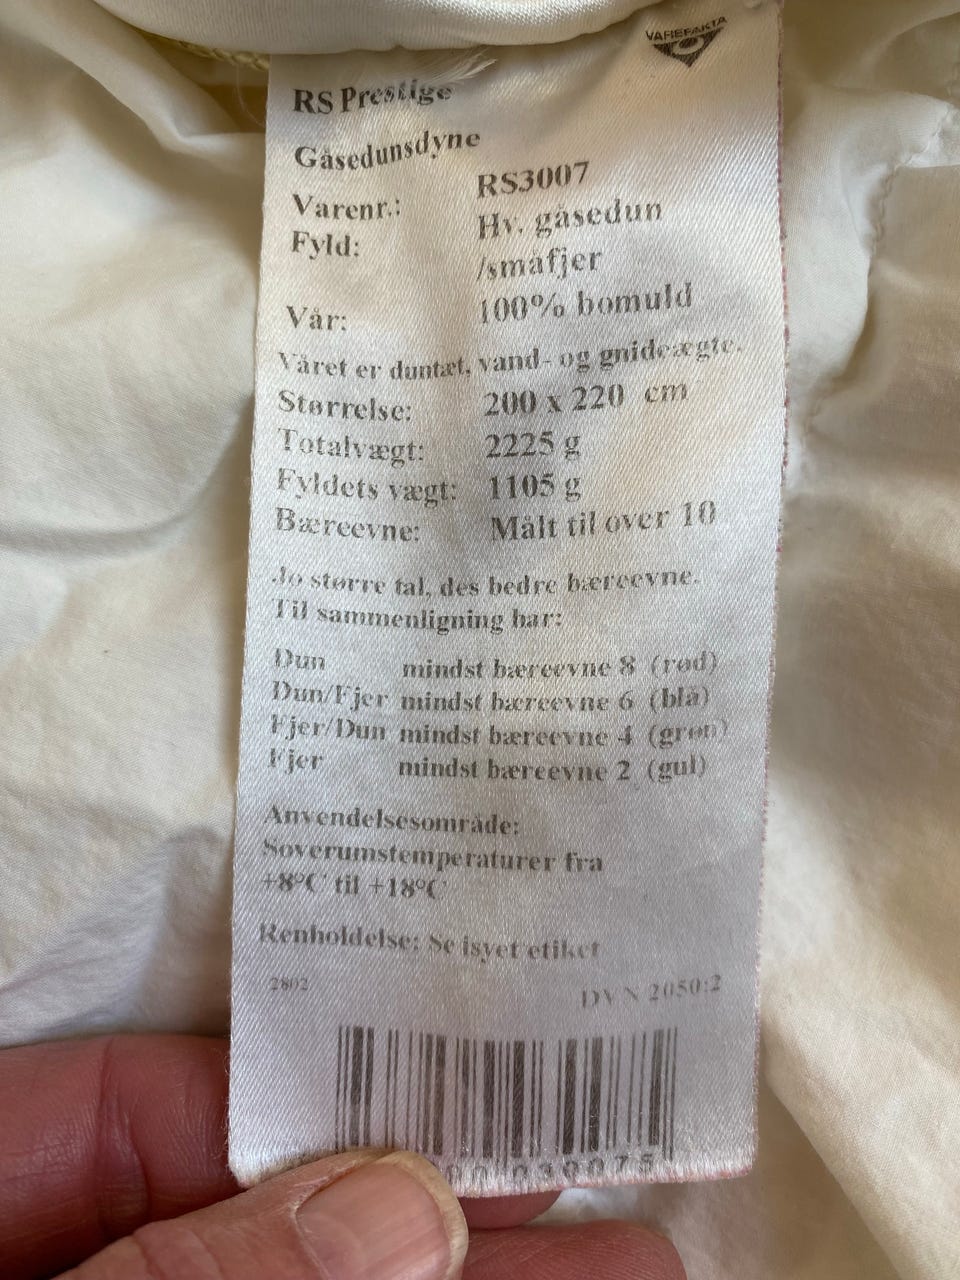 VAREFAKTA
RS Prestige
Gåsedunsdyne
Varenr.: RS3007
Fyld: Hv. gåsedun
/småfjer
Vår: 100% bomuld
Våret er duntæt, vand- og gnideægte.
Størrelse: 200 x 220 cm
Totalvægt: 2225 g
Fyldets vægt: 1105 g
Bæreevne: Målt til over 10
Jo større tal, des bedre bæreevne.
Til sammenligning har:
Dun mindst bæreevne 8 (rød)
Dun/Fjer mindst bæreevne 6 (blå)
Fjer/Dun mindst bæreevne 4 (grøn)
Fjer mindst bæreevne 2 (gul)
Anvendelsesområde:
Soverumstemperaturer fra
+8°C til +18°C
Renholdelse: Se isyet etiket
2802 DVN 2050:2